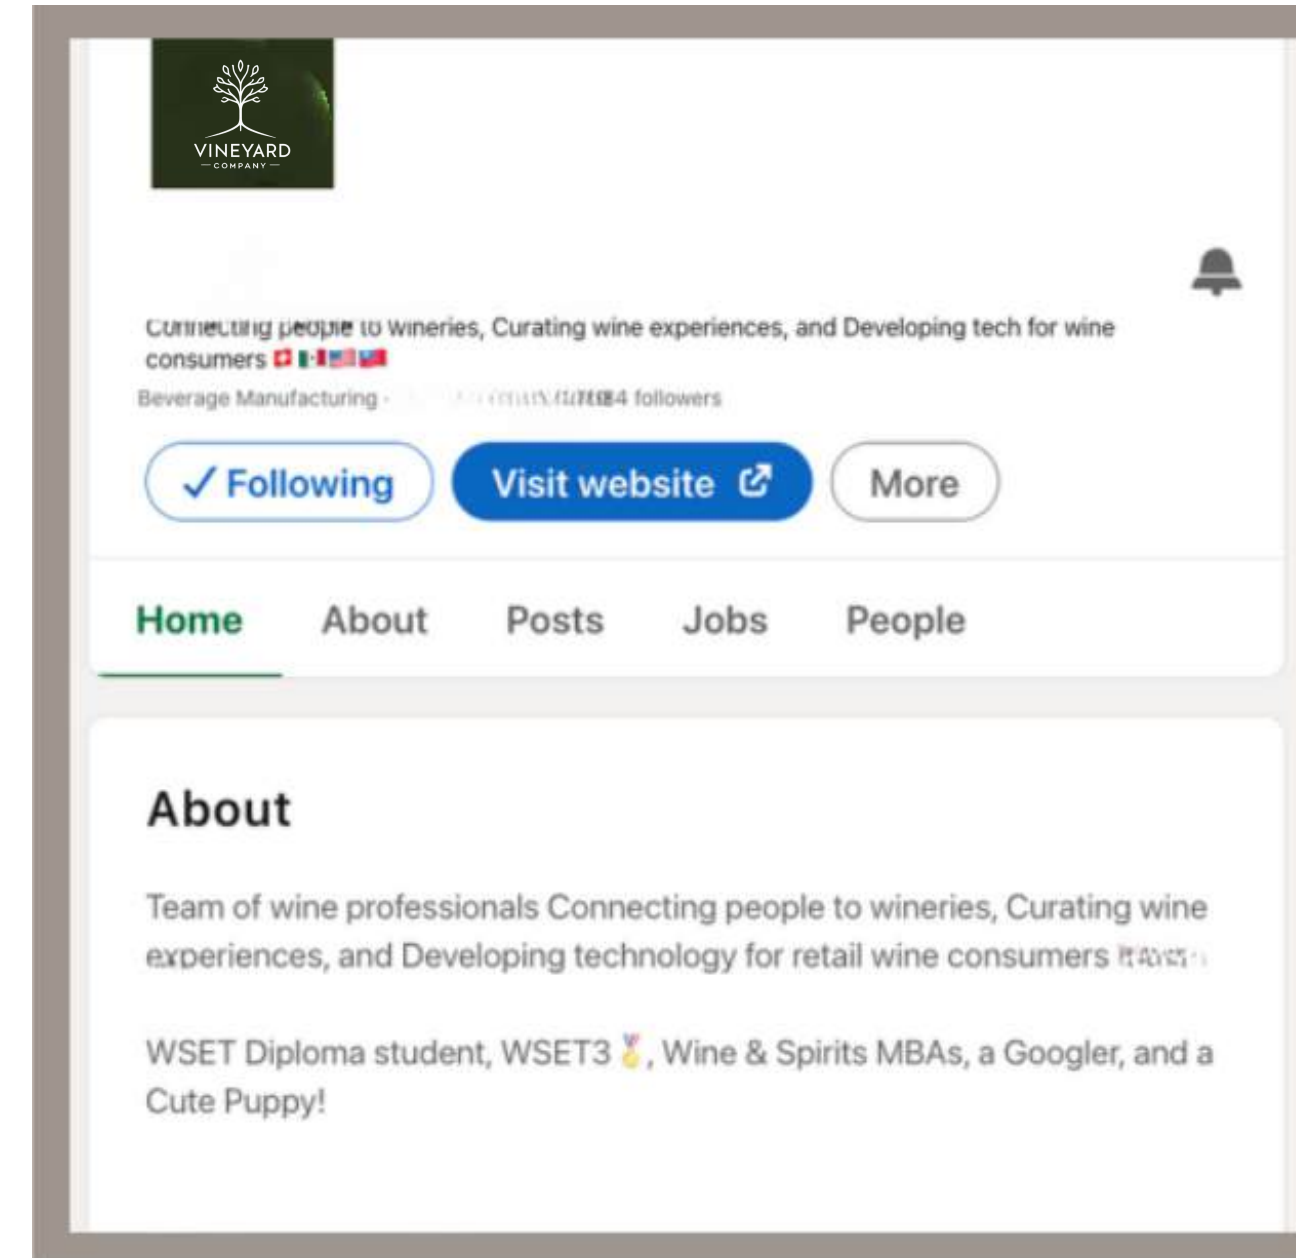 VINEYARD
COMPANY
Connecting people to wineries, Curating wine experiences, and Developing tech for wine
consumers 🇨🇭 🇲🇽🇺🇸🇹🇼
Beverage Manufacturing · followers
✓ Following
Visit website
More
Home
About
Posts
Jobs
People
About
Team of wine professionals Connecting people to wineries, Curating wine
experiences, and Developing technology for retail wine consumers
WSET Diploma student, WSET3 🏅, Wine & Spirits MBAs, a Googler, and a
Cute Puppy!